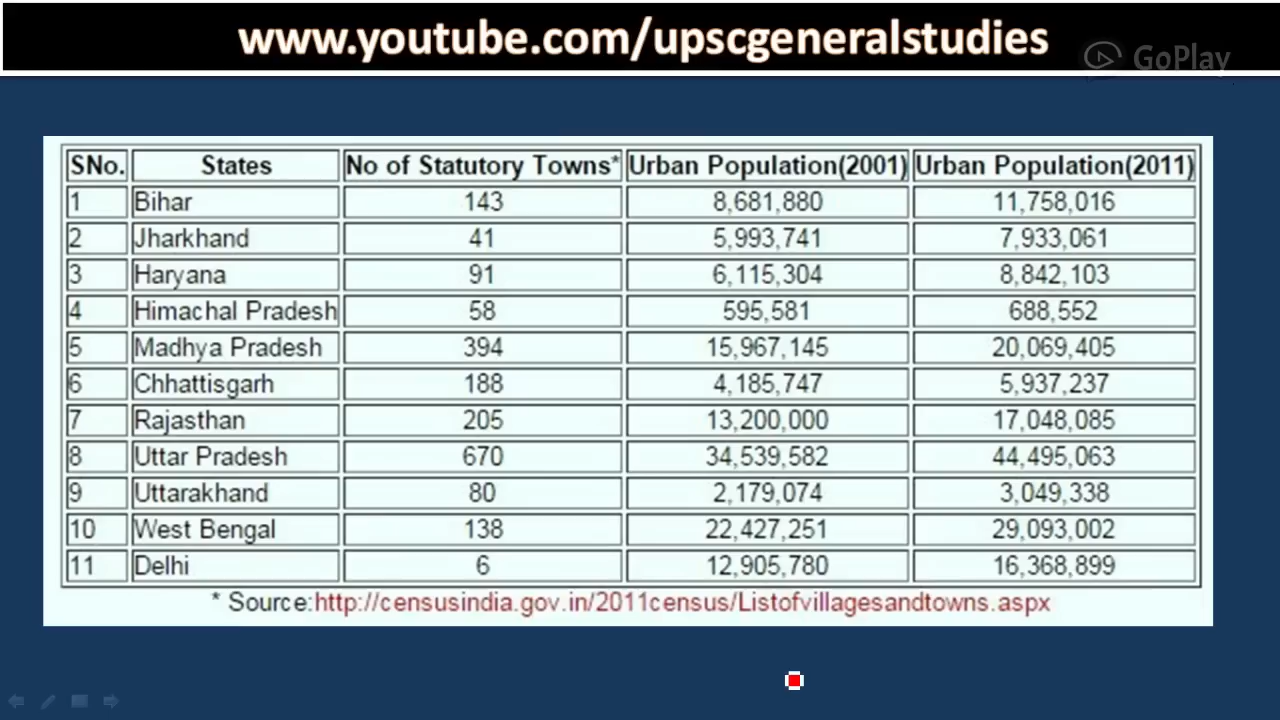 www.youtube.com/upscgeneralstudies
GoPlay
SNo. States No of Statutory Towns* Urban Population(2001) Urban Population(2011)
1 Bihar 143 8,681,880 11,758,016
2 Jharkhand 41 5,993,741 7,933,061
3 Haryana 91 6,115,304 8,842,103
4 Himachal Pradesh 58 595,581 688,552
5 Madhya Pradesh 394 15,967,145 20,069,405
6 Chhattisgarh 188 4,185,747 5,937,237
7 Rajasthan 205 13,200,000 17,048,085
8 Uttar Pradesh 670 34,539,582 44,495,063
9 Uttarakhand 80 2,179,074 3,049,338
10 West Bengal 138 22,427,251 29,093,002
11 Delhi 6 12,905,780 16,368,899
* Source:http://censusindia.gov.in/2011census/Listofvillagesandtowns.aspx